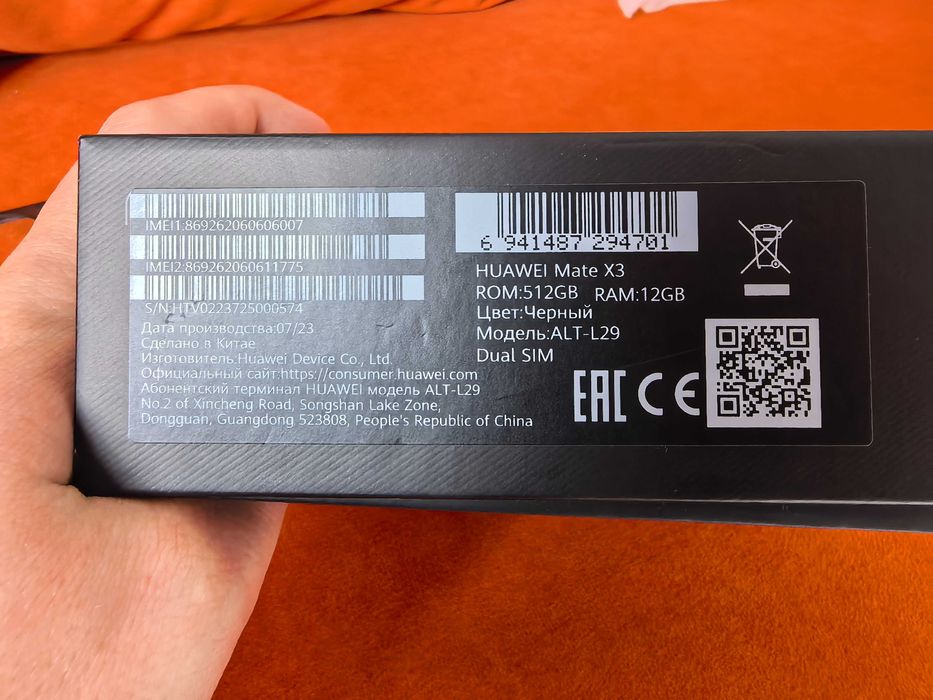 IMEI1:869262060606007
IMEI2:869262060611775
S/N:HTV0223725000574
Дата производства:07/23
Сделано в Китае
Изготовитель:Huawei Device Co., Ltd.
Официальный сайт:https://consumer.huawei.com
Абонентский терминал HUAWEI модель ALT-L29
No.2 of Xincheng Road, Songshan Lake Zone,
Dongguan, Guangdong 523808, People's Republic of China
6 941487 294701
HUAWEI Mate X3
ROM:512GB RAM:12GB
Цвет:Черный
Модель:ALT-L29
Dual SIM
EAC CE